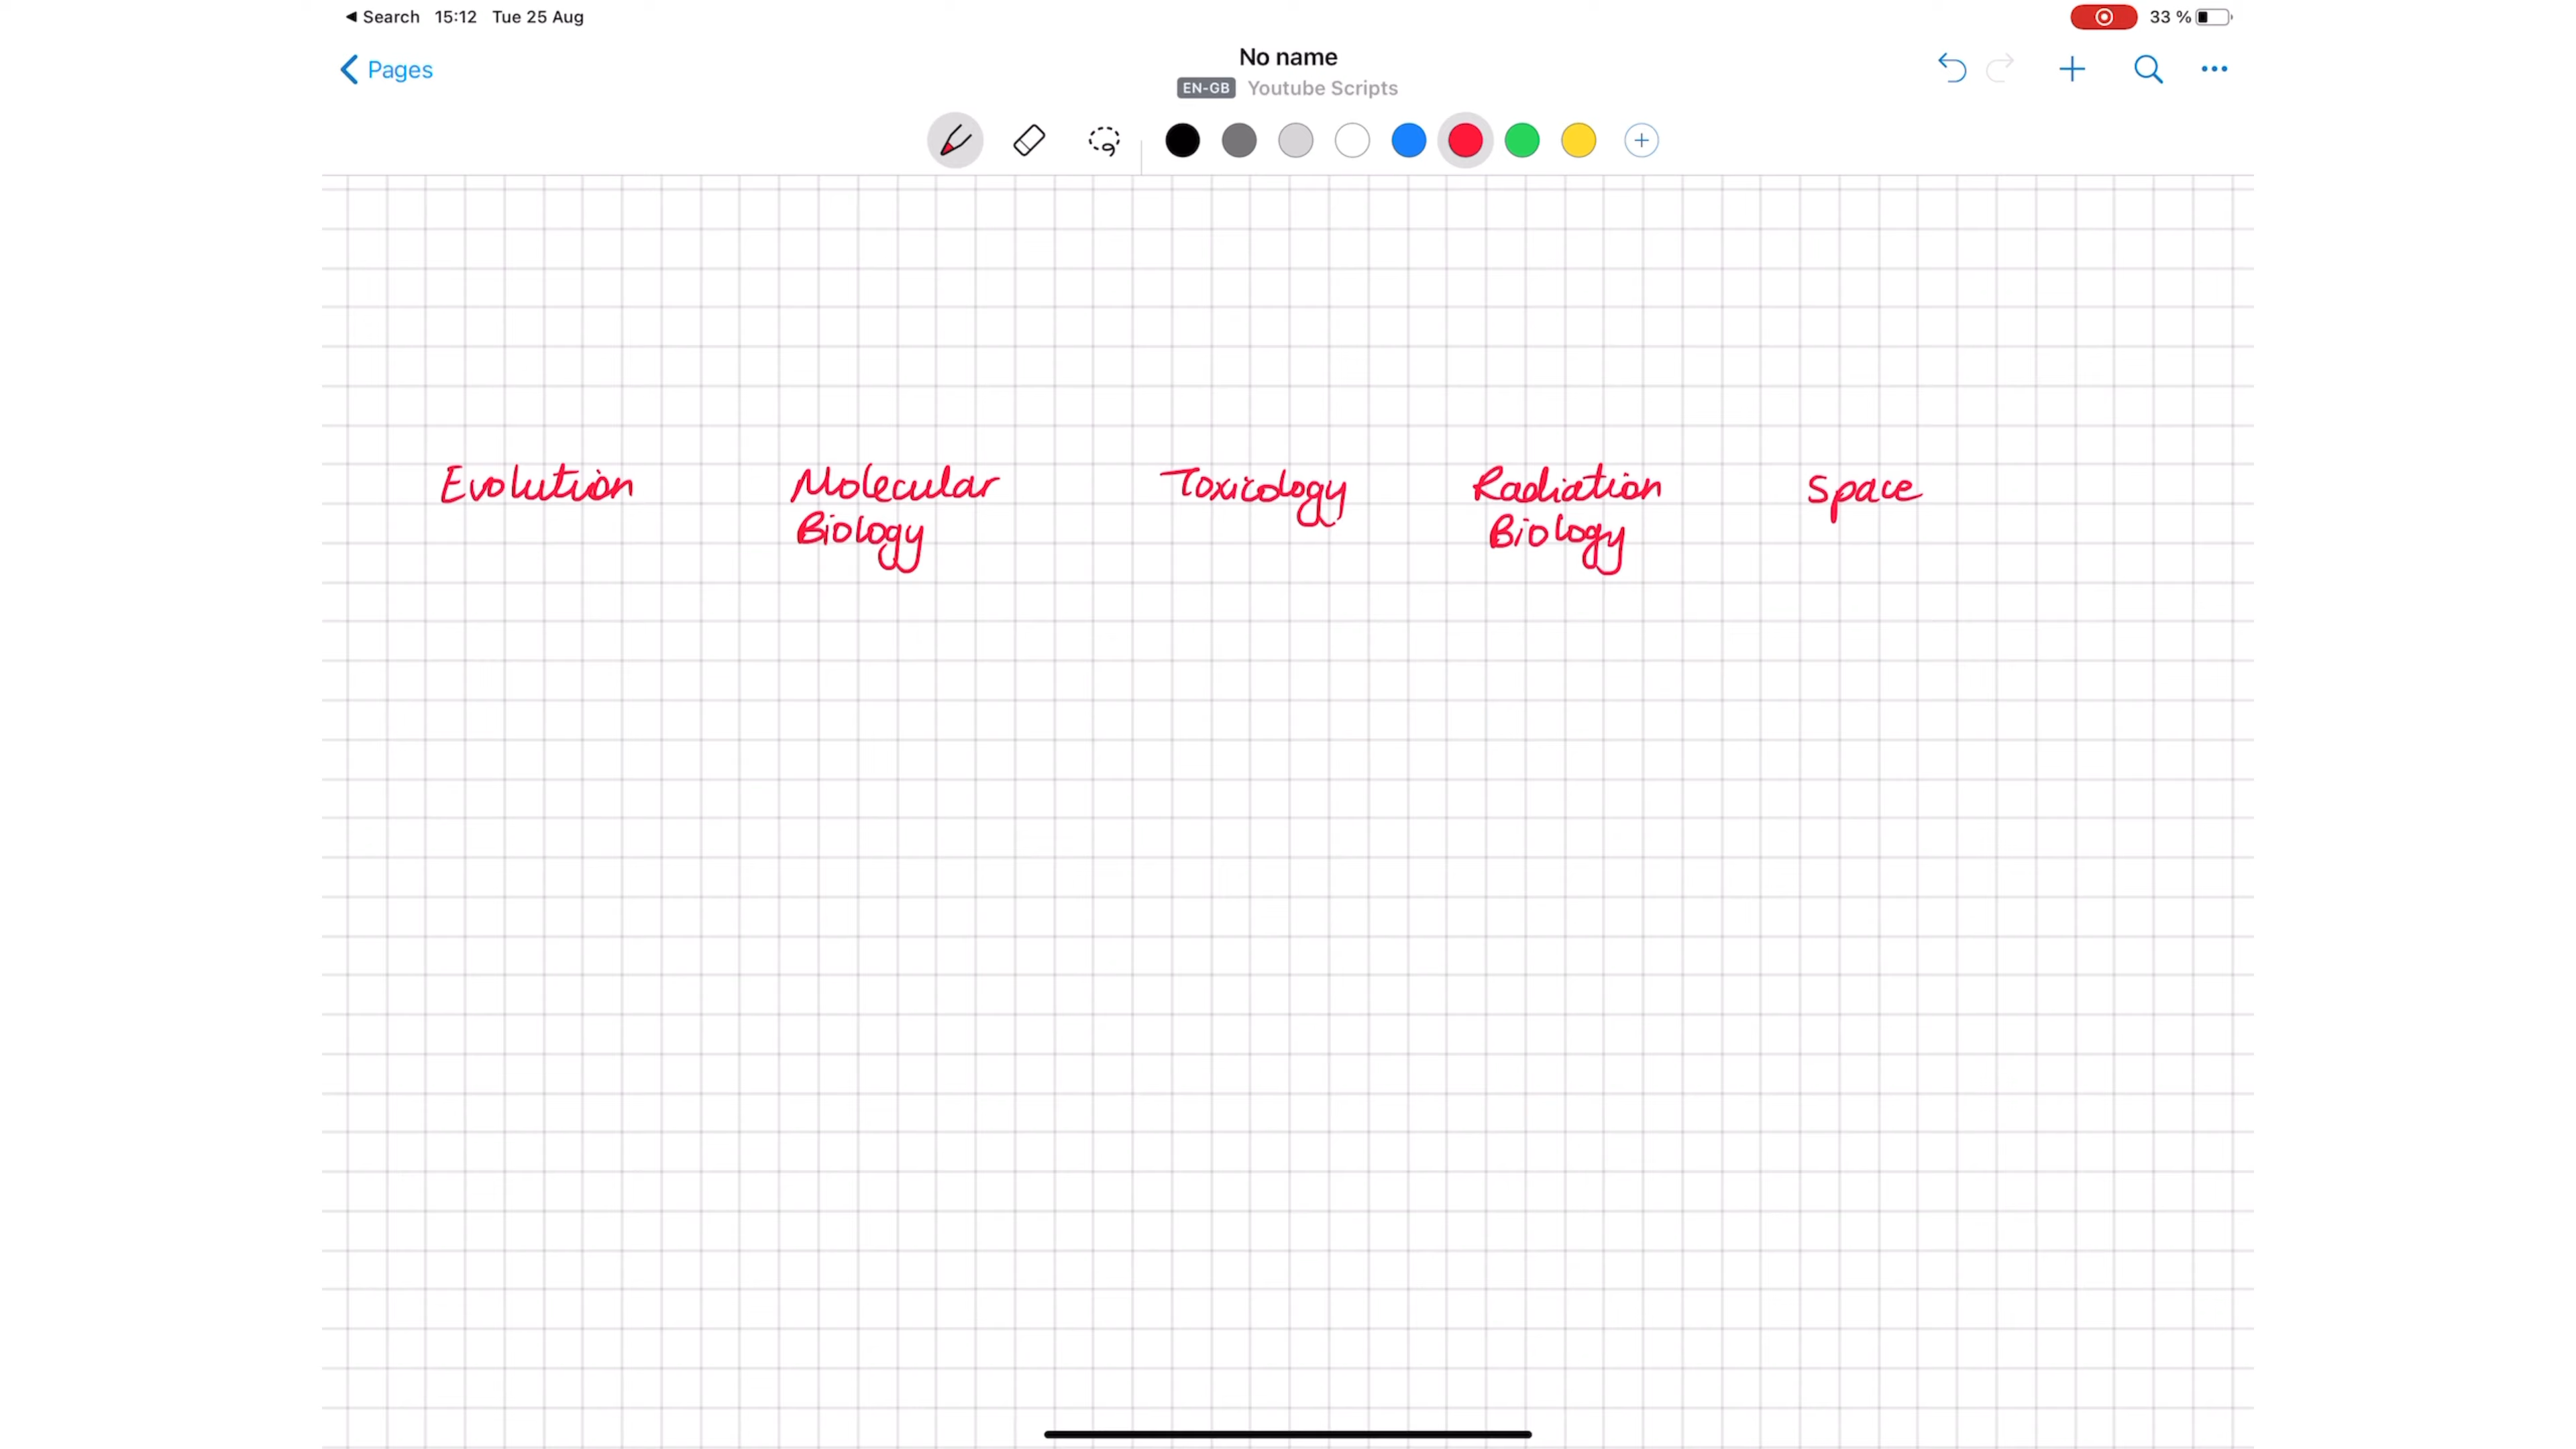 Search 15:12 Tue 25 Aug
33 %
Pages
No name
EN-GB Youtube Scripts
Evolution
Molecular
Biology
Toxicology
Radiation
Biology
Space